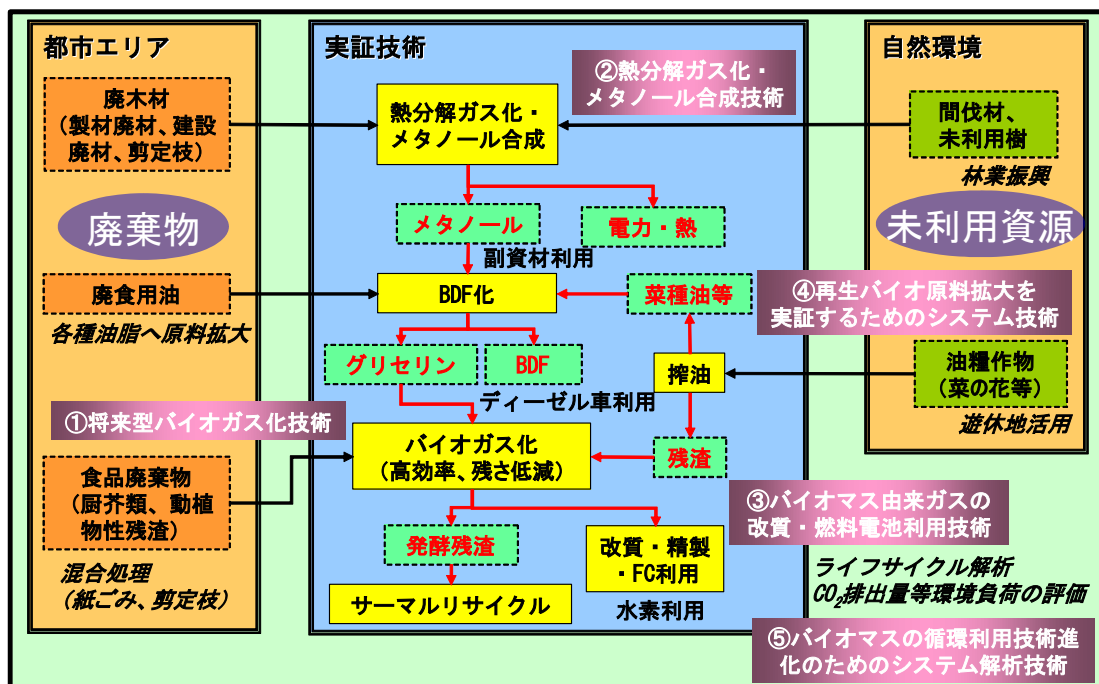 都市エリア
廃木材
(製材廃材、建設
廃材、剪定枝)
廃棄物
廃食用油
各種油脂へ原料拡大
①将来型バイオガス化技術
食品廃棄物
(厨芥類、動植
物性残渣)
混合処理
(紙ごみ、剪定枝)
実証技術
②熱分解ガス化・
メタノール合成技術
熱分解ガス化・
メタノール合成
メタノール
電力・熱
副資材利用
BDF化
菜種油等
グリセリン
BDF
搾油
ディーゼル車利用
バイオガス化
(高効率、残さ低減)
残渣
発酵残渣
改質・精製
・FC利用
サーマルリサイクル
水素利用
自然環境
間伐材、
未利用樹
林業振興
未利用資源
④再生バイオ原料拡大を
実証するためのシステム技術
油糧作物
(菜の花等)
遊休地活用
③バイオマス由来ガスの
改質・燃料電池利用技術
ライフサイクル解析
CO₂排出量等環境負荷の評価
⑤バイオマスの循環利用技術進
化のためのシステム解析技術